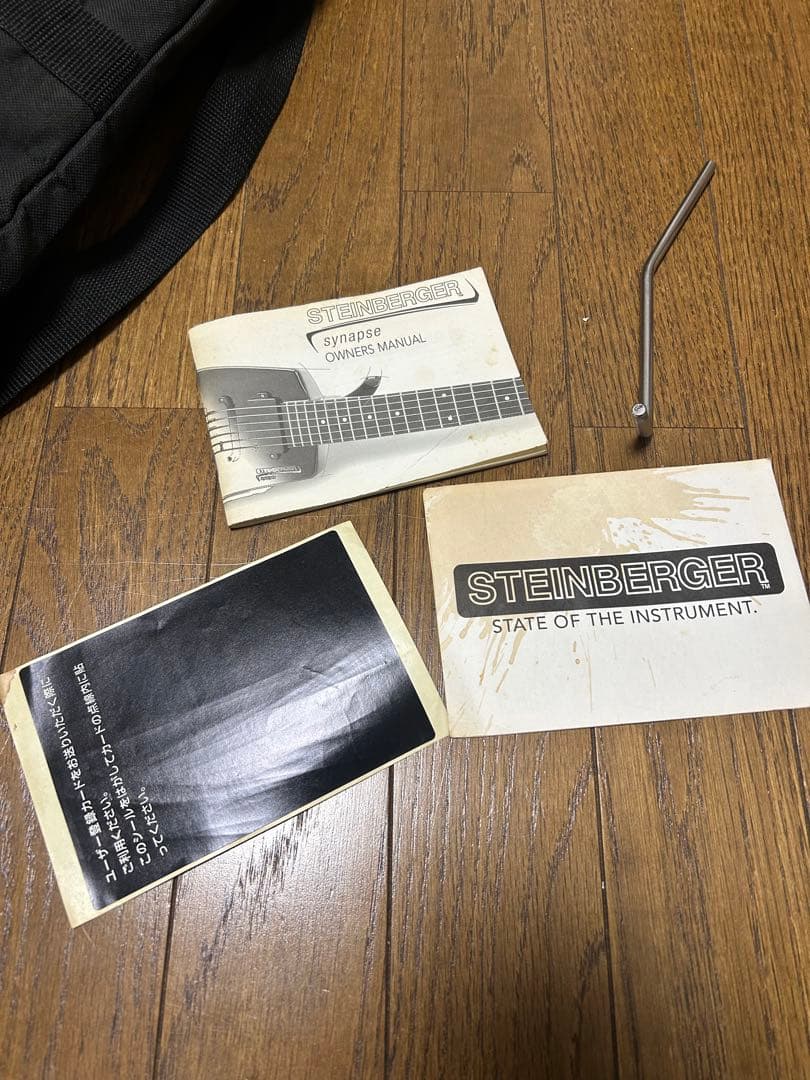 STEINBERGER
synapse
OWNERS MANUAL
STEINBERGER™
STATE OF THE INSTRUMENT.
ユーザー登録カードをお送りいただく際に
ご利用ください。
このシールをはがしてカードの点線内に貼
ってください。